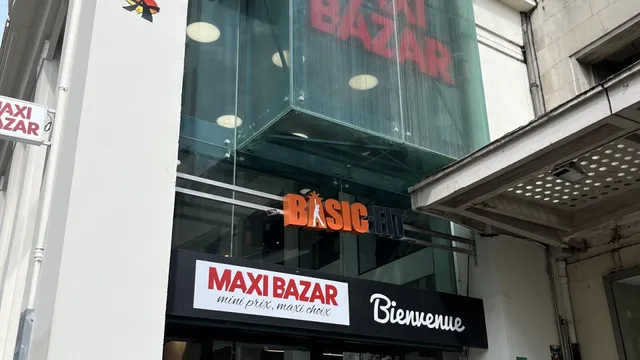 MAXI
BAZAR
MAXI
BAZAR
BASIC-FIT
MAXI BAZAR
mini prix, maxi choix
Bienvenue